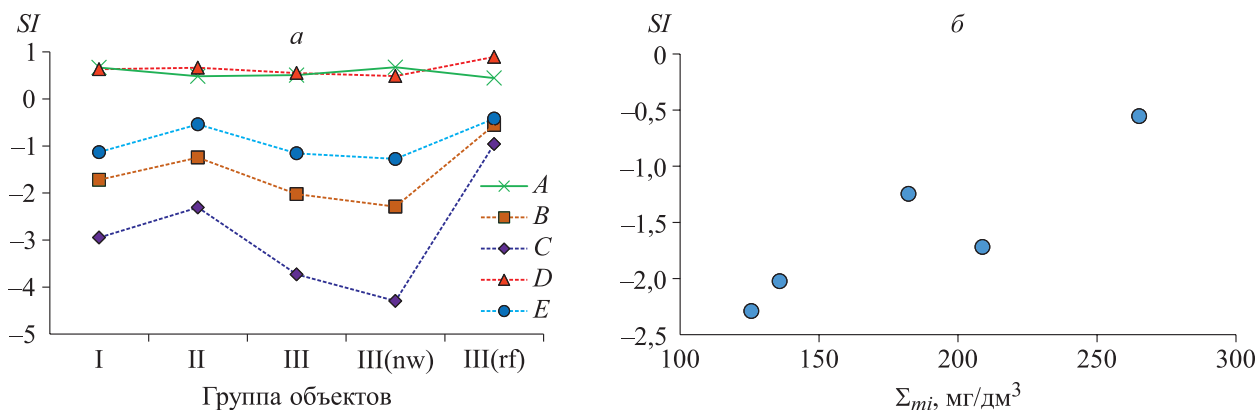 SI
а
1
0
–1
–2
–3
–4
–5
A
B
C
D
E
I II III III(nw) III(rf)
Группа объектов
SI
б
0
–0,5
–1,0
–1,5
–2,0
–2,5
100 150 200 250 300
Σmi, мг/дм³